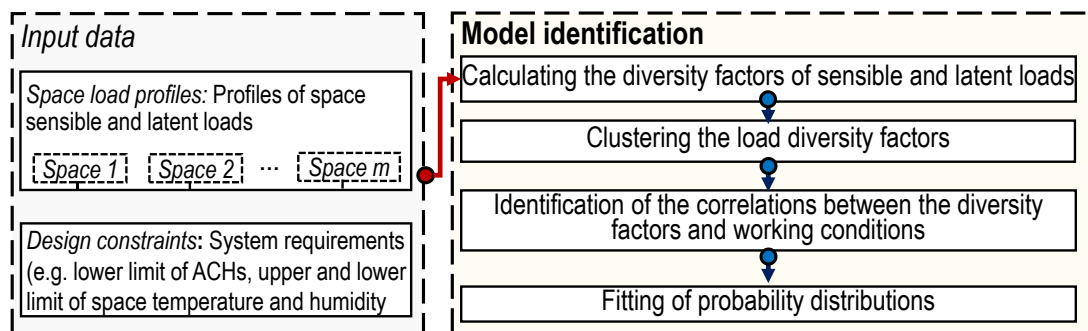 Input data
Space load profiles: Profiles of space
sensible and latent loads
Space 1 Space 2 ... Space m
Design constraints: System requirements
(e.g. lower limit of ACHs, upper and lower
limit of space temperature and humidity
Model identification
Calculating the diversity factors of sensible and latent loads
Clustering the load diversity factors
Identification of the correlations between the diversity
factors and working conditions
Fitting of probability distributions